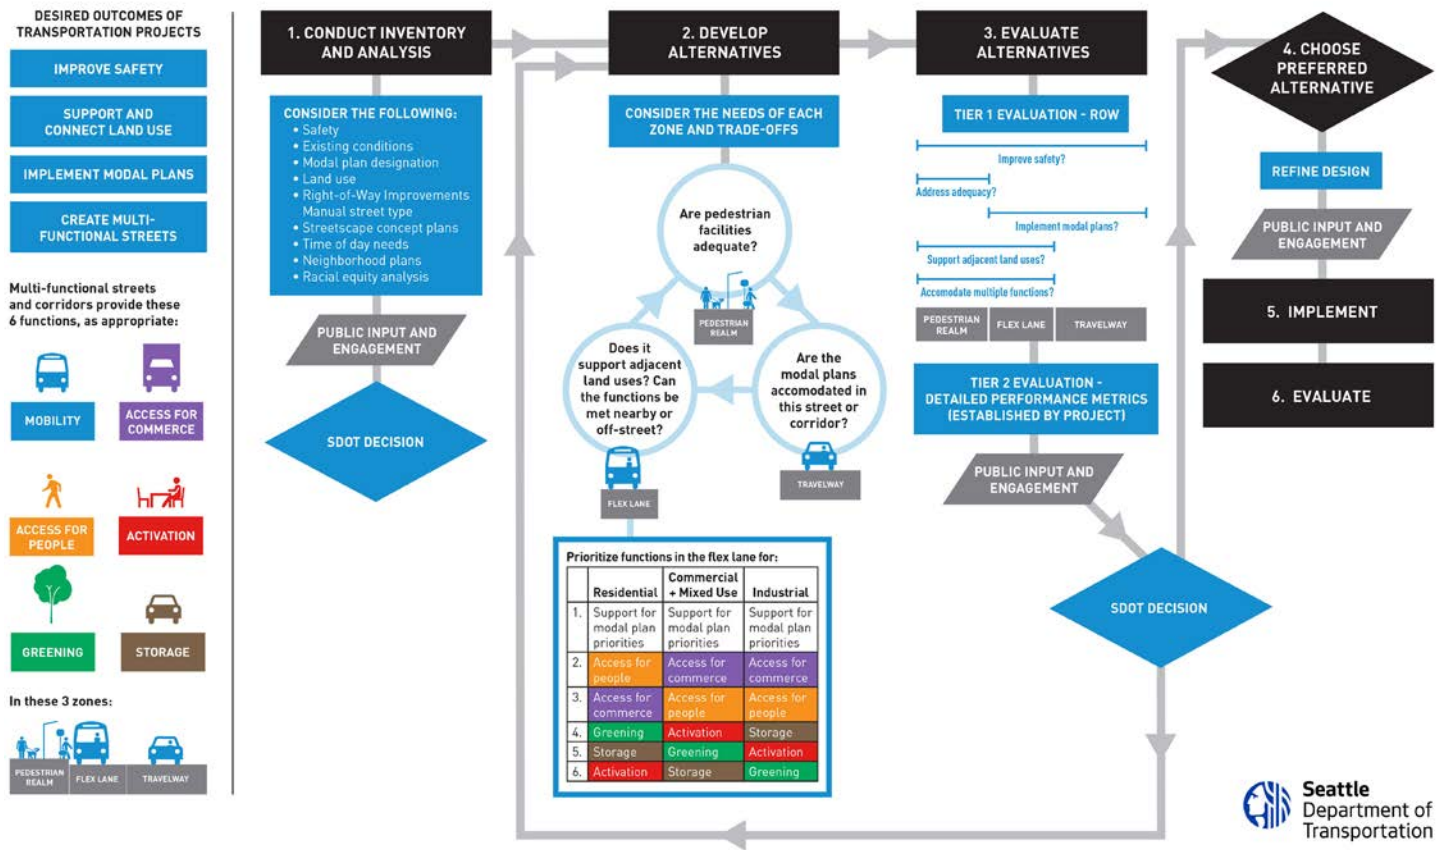 DESIRED OUTCOMES OF
TRANSPORTATION PROJECTS
IMPROVE SAFETY
SUPPORT AND
CONNECT LAND USE
IMPLEMENT MODAL PLANS
CREATE MULTI-
FUNCTIONAL STREETS
Multi-functional streets
and corridors provide these
6 functions, as appropriate:
MOBILITY
ACCESS FOR
COMMERCE
ACCESS FOR
PEOPLE
ACTIVATION
GREENING
STORAGE
In these 3 zones:
PEDESTRIAN
REALM
FLEX LANE
TRAVELWAY
1. CONDUCT INVENTORY
AND ANALYSIS
CONSIDER THE FOLLOWING:
• Safety
• Existing conditions
• Modal plan designation
• Land use
• Right-of-Way Improvements
Manual street type
• Streetscape concept plans
• Time of day needs
• Neighborhood plans
• Racial equity analysis
PUBLIC INPUT AND
ENGAGEMENT
SDOT DECISION
2. DEVELOP
ALTERNATIVES
CONSIDER THE NEEDS OF EACH
ZONE AND TRADE-OFFS
Are pedestrian
facilities
adequate?
PEDESTRIAN
REALM
Does it
support adjacent
land uses? Can
the functions be
met nearby or
off-street?
FLEX LANE
Are the
modal plans
accomodated in
this street or
corridor?
TRAVELWAY
Prioritize functions in the flex lane for:
Residential
Commercial
+ Mixed Use
Industrial
1.
Support for
modal plan
priorities
Support for
modal plan
priorities
Support for
modal plan
priorities
2.
Access for
people
Access for
commerce
Access for
commerce
3.
Access for
commerce
Access for
people
Access for
people
4. Greening Activation Storage
5. Storage Greening Activation
6. Activation Storage Greening
3. EVALUATE
ALTERNATIVES
TIER 1 EVALUATION - ROW
Improve safety?
Address adequacy?
Implement modal plans?
Support adjacent land uses?
Accomodate multiple functions?
PEDESTRIAN
REALM
FLEX LANE
TRAVELWAY
TIER 2 EVALUATION -
DETAILED PERFORMANCE METRICS
(ESTABLISHED BY PROJECT)
PUBLIC INPUT AND
ENGAGEMENT
SDOT DECISION
4. CHOOSE
PREFERRED
ALTERNATIVE
REFINE DESIGN
PUBLIC INPUT AND
ENGAGEMENT
5. IMPLEMENT
6. EVALUATE
Seattle
Department of
Transportation